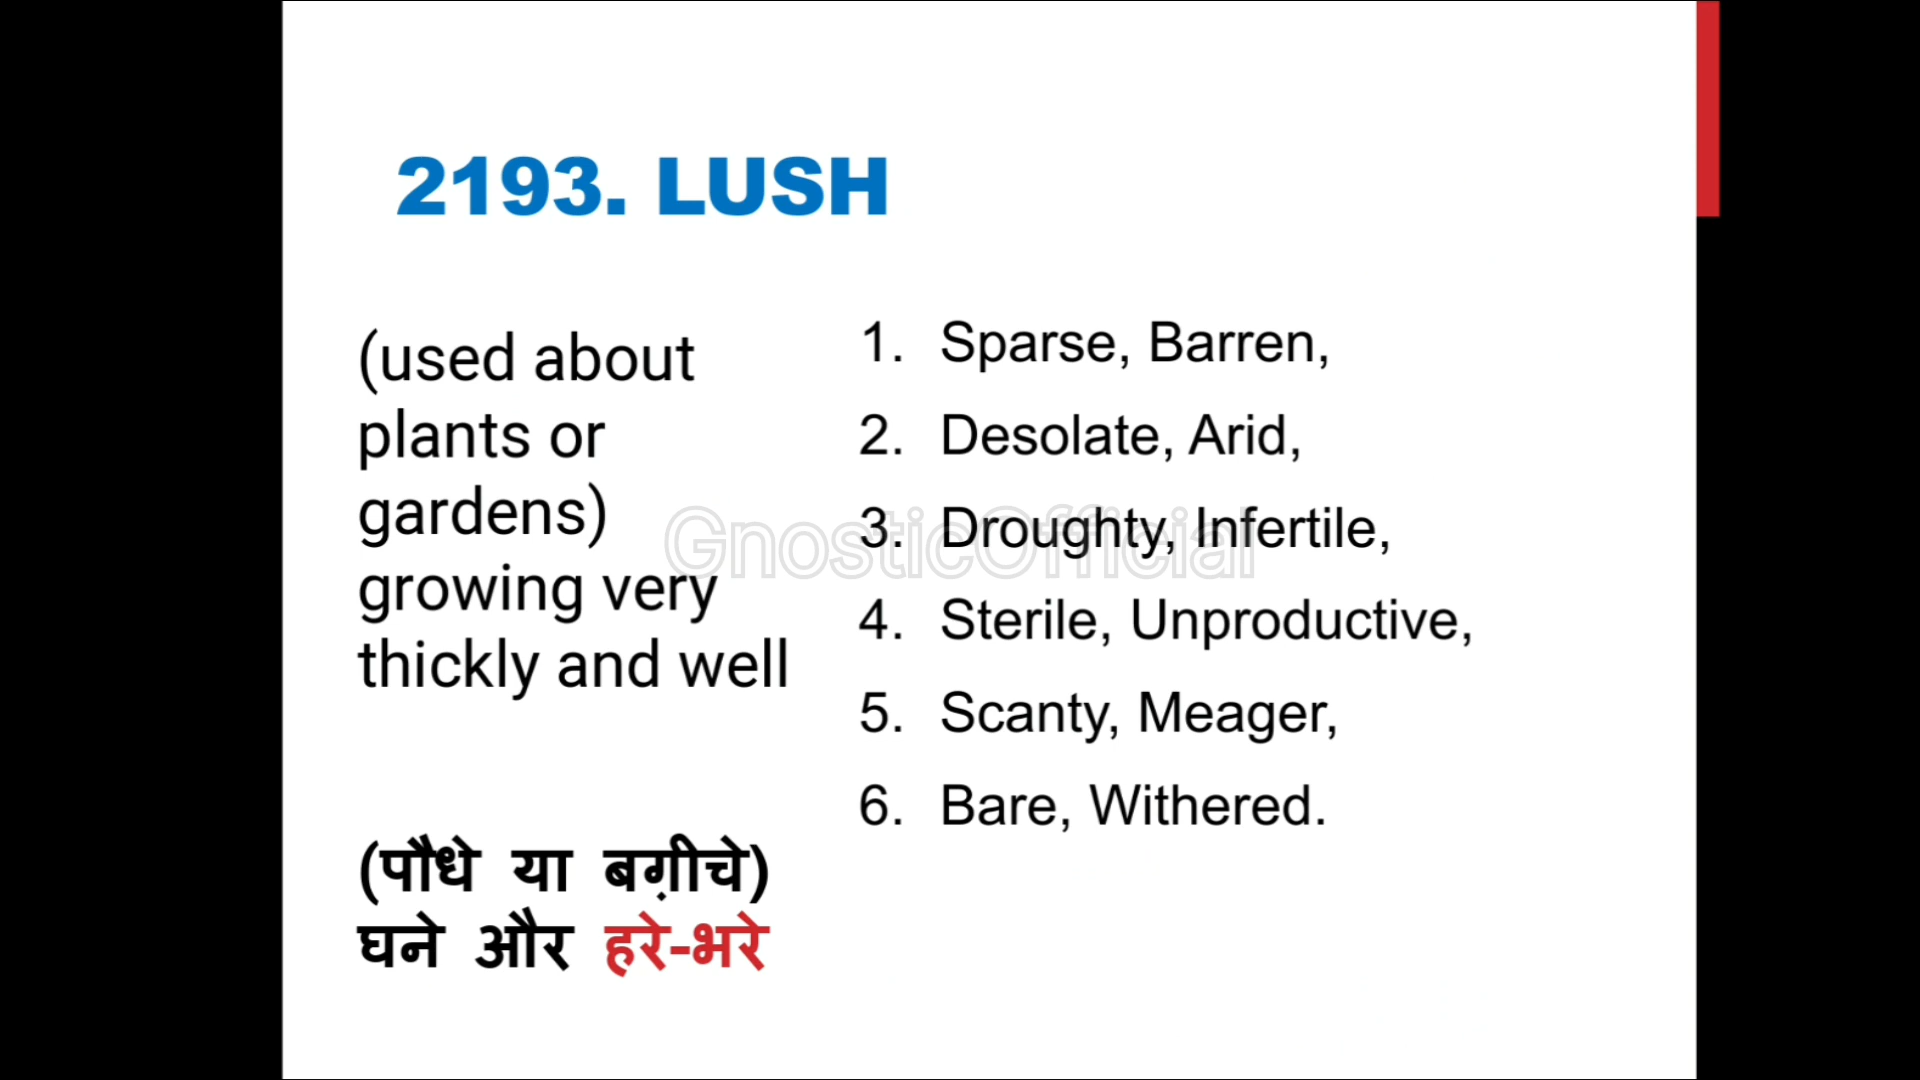 2193. LUSH
(used about
plants or
gardens)
growing very
thickly and well
(पौधे या बग़ीचे)
घने और हरे-भरे
1. Sparse, Barren,
2. Desolate, Arid,
3. Droughty, Infertile,
4. Sterile, Unproductive,
5. Scanty, Meager,
6. Bare, Withered.
GnosticOfficial